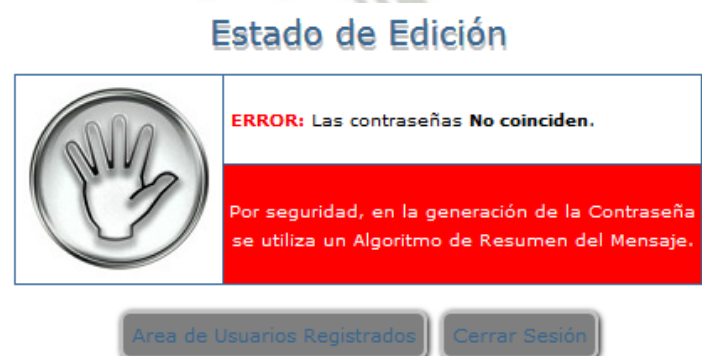 Estado de Edición
ERROR: Las contraseñas No coinciden.
Por seguridad, en la generación de la Contraseña
se utiliza un Algoritmo de Resumen del Mensaje.
Area de Usuarios Registrados
Cerrar Sesión